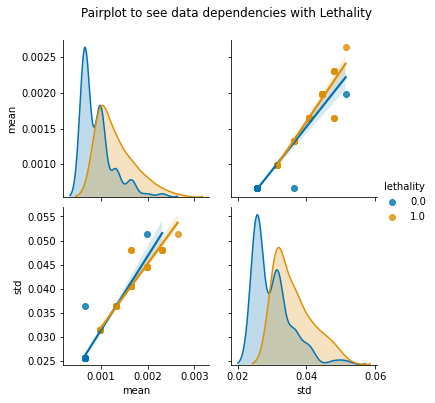 Pairplot to see data dependencies with Lethality
0.0025
0.0020
0.0015
0.0010
mean
lethality
0.0
1.0
0.055
0.050
0.045
0.040
0.035
0.030
0.025
std
0.001 0.002 0.003
mean
0.02 0.04 0.06
std